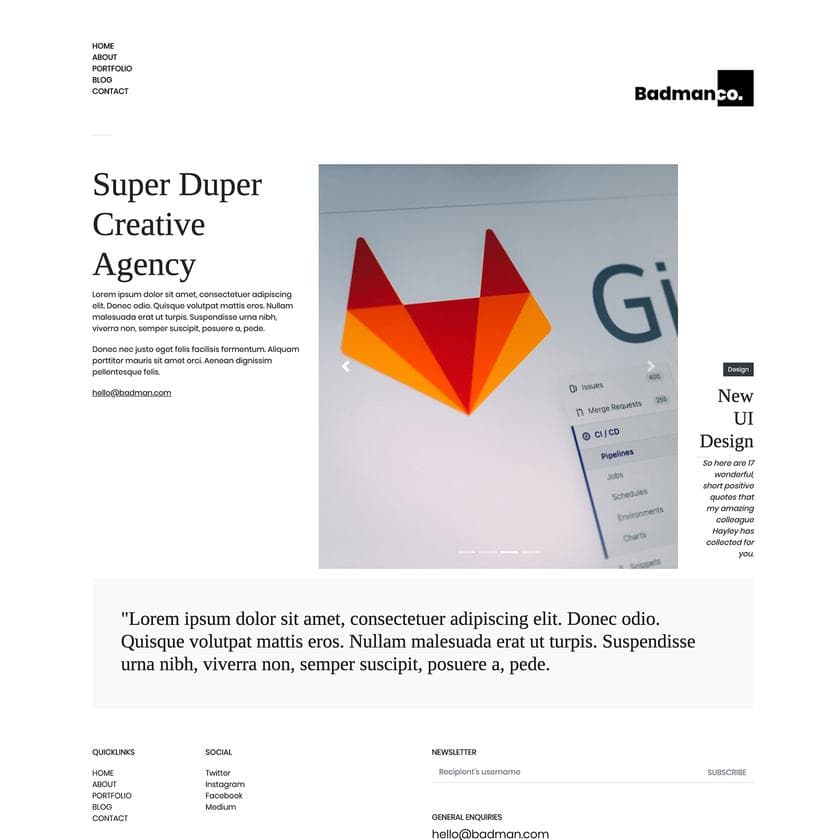 HOME
ABOUT
PORTFOLIO
BLOG
CONTACT
Badmanco.
Super Duper
Creative
Agency
Lorem ipsum dolor sit amet, consectetuer adipiscing
elit. Donec odio. Quisque volutpat mattis eros. Nullam
malesuada erat ut turpis. Suspendisse urna nibh,
viverra non, semper suscipit, posuere a, pede.
Donec nec justo eget felis facilisis fermentum. Aliquam
porttitor mauris sit amet orci. Aenean dignissim
pellentesque felis.
hello@badman.com
Gi
Issues
400
Merge Requests
255
CI / CD
Pipelines
Jobs
Schedules
Environments
Charts
Snippets
Design
New
UI
Design
So here are 17
wonderful,
short positive
quotes that
my amazing
colleague
Hayley has
collected for
you.
"Lorem ipsum dolor sit amet, consectetuer adipiscing elit. Donec odio.
Quisque volutpat mattis eros. Nullam malesuada erat ut turpis. Suspendisse
urna nibh, viverra non, semper suscipit, posuere a, pede.
QUICKLINKS
HOME
ABOUT
PORTFOLIO
BLOG
CONTACT
SOCIAL
Twitter
Instagram
Facebook
Medium
NEWSLETTER
Recipient's username
SUBSCRIBE
GENERAL ENQUIRIES
hello@badman.com